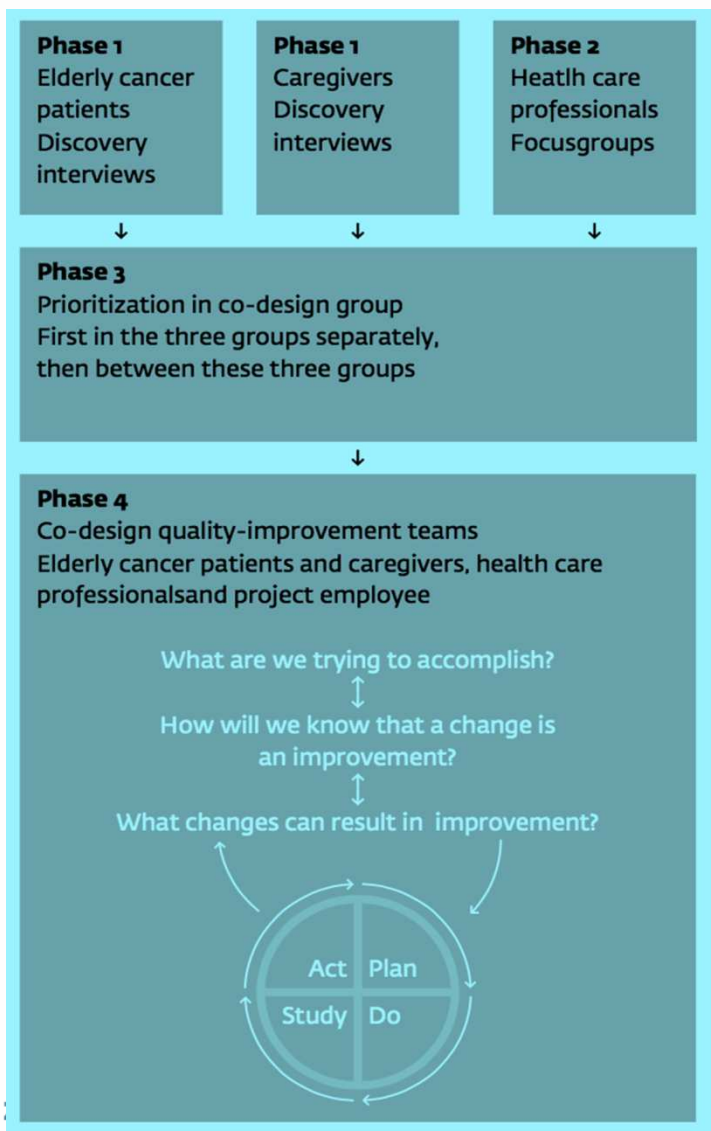 Phase 1
Elderly cancer
patients
Discovery
interviews
Phase 1
Caregivers
Discovery
interviews
Phase 2
Heatlh care
professionals
Focusgroups
Phase 3
Prioritization in co-design group
First in the three groups separately,
then between these three groups
Phase 4
Co-design quality-improvement teams
Elderly cancer patients and caregivers, health care
professionalsand project employee
What are we trying to accomplish?
How will we know that a change is
an improvement?
What changes can result in improvement?
Act Plan
Study Do